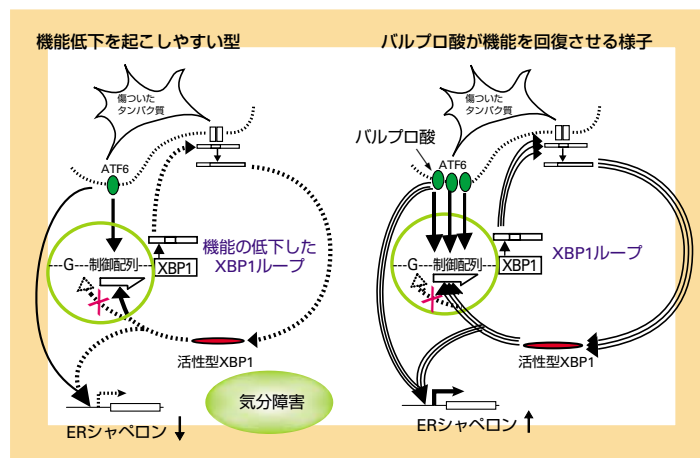 機能低下を起こしやすい型
傷ついた
タンパク質
ATF6
機能の低下した
XBP1ループ
---G---制御配列---
XBP1
活性型XBP1
気分障害
ERシャペロン
バルプロ酸が機能を回復させる様子
傷ついた
タンパク質
バルプロ酸
ATF6
XBP1ループ
---G---制御配列---
XBP1
活性型XBP1
ERシャペロン